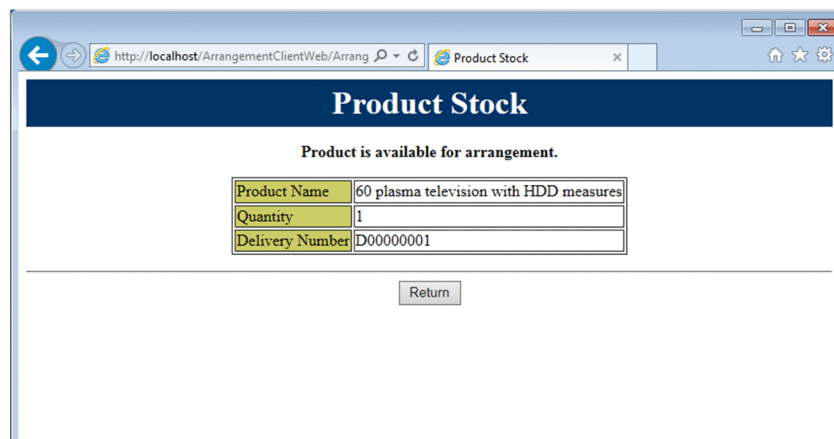 http://localhost/ArrangementClientWeb/Arrang
Product Stock
Product Stock
Product is available for arrangement.
Product Name 60 plasma television with HDD measures
Quantity 1
Delivery Number D00000001
Return